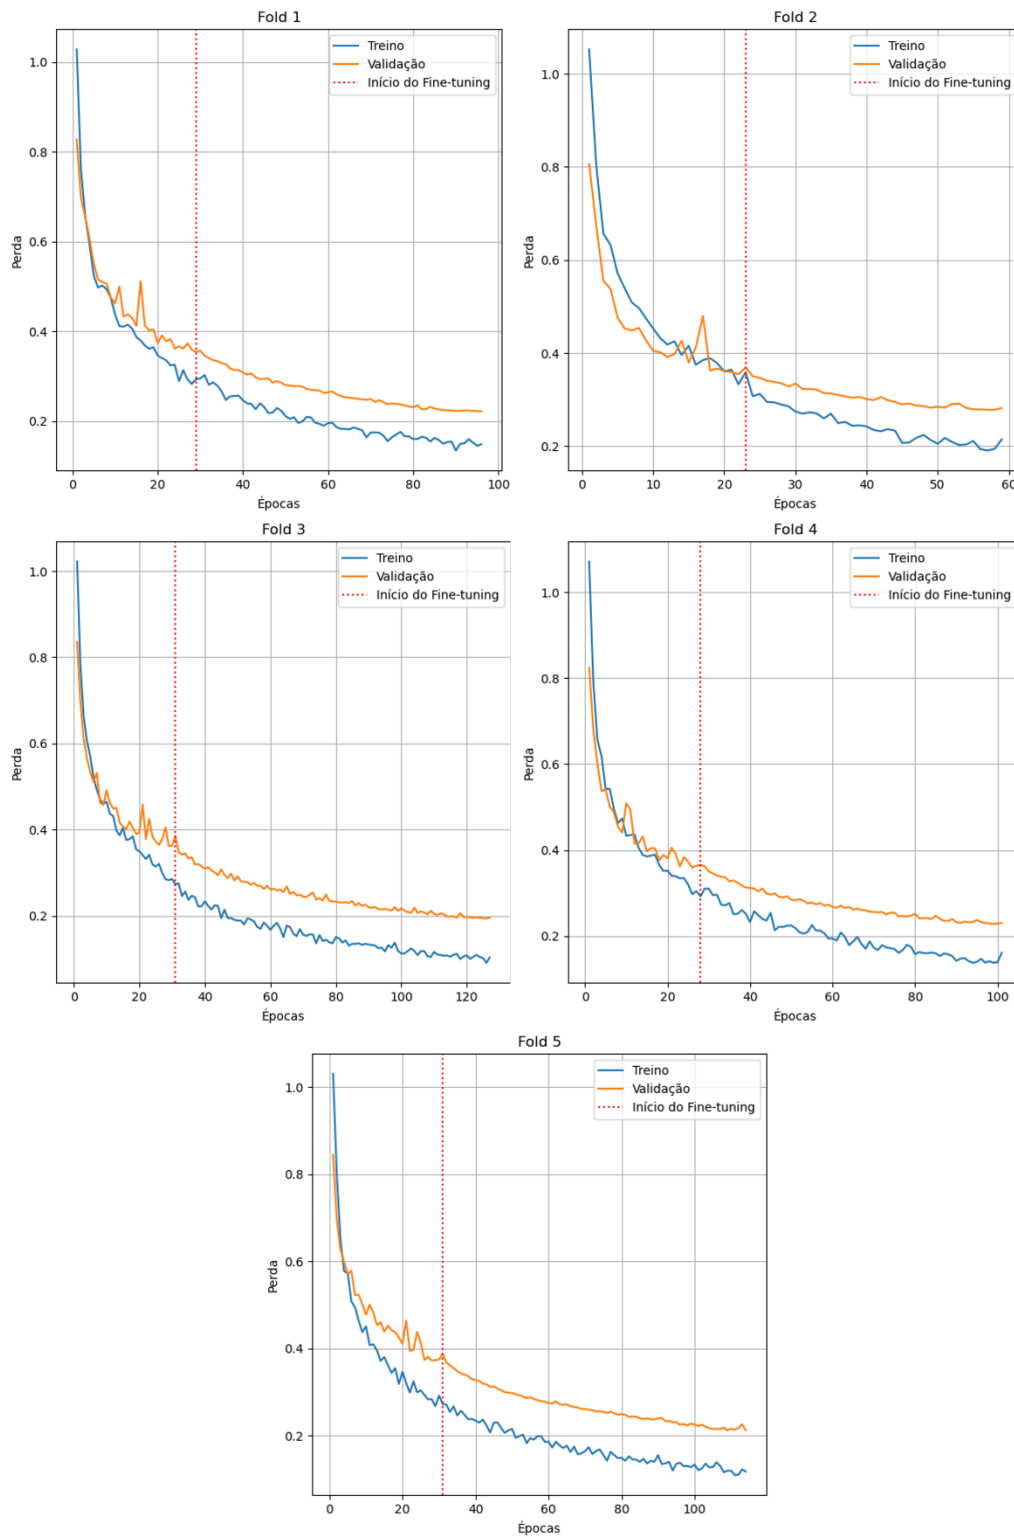 Fold 1
Treino
Validação
Início do Fine-tuning
1.0
0.8
0.6
0.4
0.2
Perda
0 20 40 60 80 100
Épocas
Fold 2
Treino
Validação
Início do Fine-tuning
1.0
0.8
0.6
0.4
0.2
Perda
0 10 20 30 40 50 60
Épocas
Fold 3
Treino
Validação
Início do Fine-tuning
1.0
0.8
0.6
0.4
0.2
Perda
0 20 40 60 80 100 120
Épocas
Fold 4
Treino
Validação
Início do Fine-tuning
1.0
0.8
0.6
0.4
0.2
Perda
0 20 40 60 80 100
Épocas
Fold 5
Treino
Validação
Início do Fine-tuning
1.0
0.8
0.6
0.4
0.2
Perda
0 20 40 60 80 100
Épocas